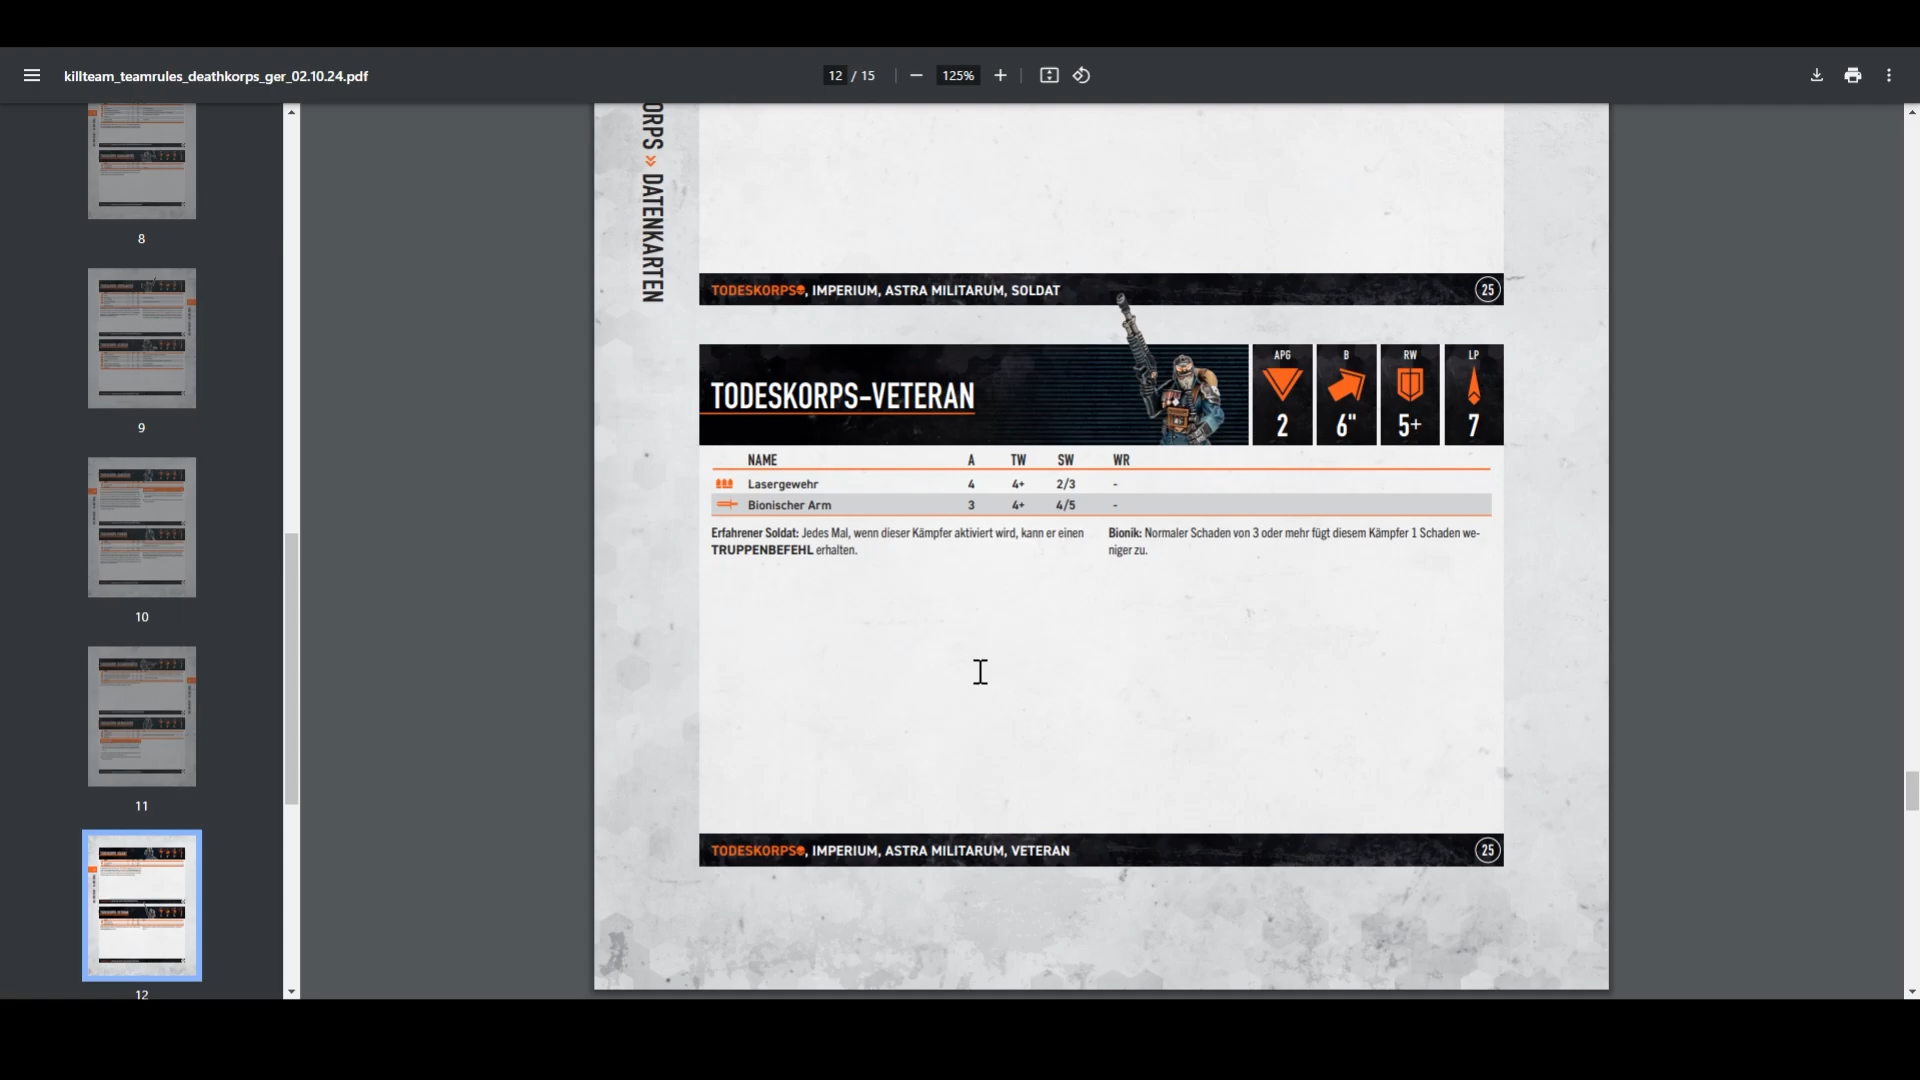 killteam_teamrules_deathkorps_ger_02.10.24.pdf
12 / 15
125%
8
9
10
11
12
ORPS » DATENKARTEN
TODESKORPS, IMPERIUM, ASTRA MILITARUM, SOLDAT
25
TODESKORPS-VETERAN
APG B RW LP
2 6" 5+ 7
NAME A TW SW WR
Lasergewehr 4 4+ 2/3 -
Bionischer Arm 3 4+ 4/5 -
Erfahrener Soldat: Jedes Mal, wenn dieser Kämpfer aktiviert wird, kann er einen
TRUPPENBEFEHL erhalten.
Bionik: Normaler Schaden von 3 oder mehr fügt diesem Kämpfer 1 Schaden we-
niger zu.
TODESKORPS, IMPERIUM, ASTRA MILITARUM, VETERAN
25